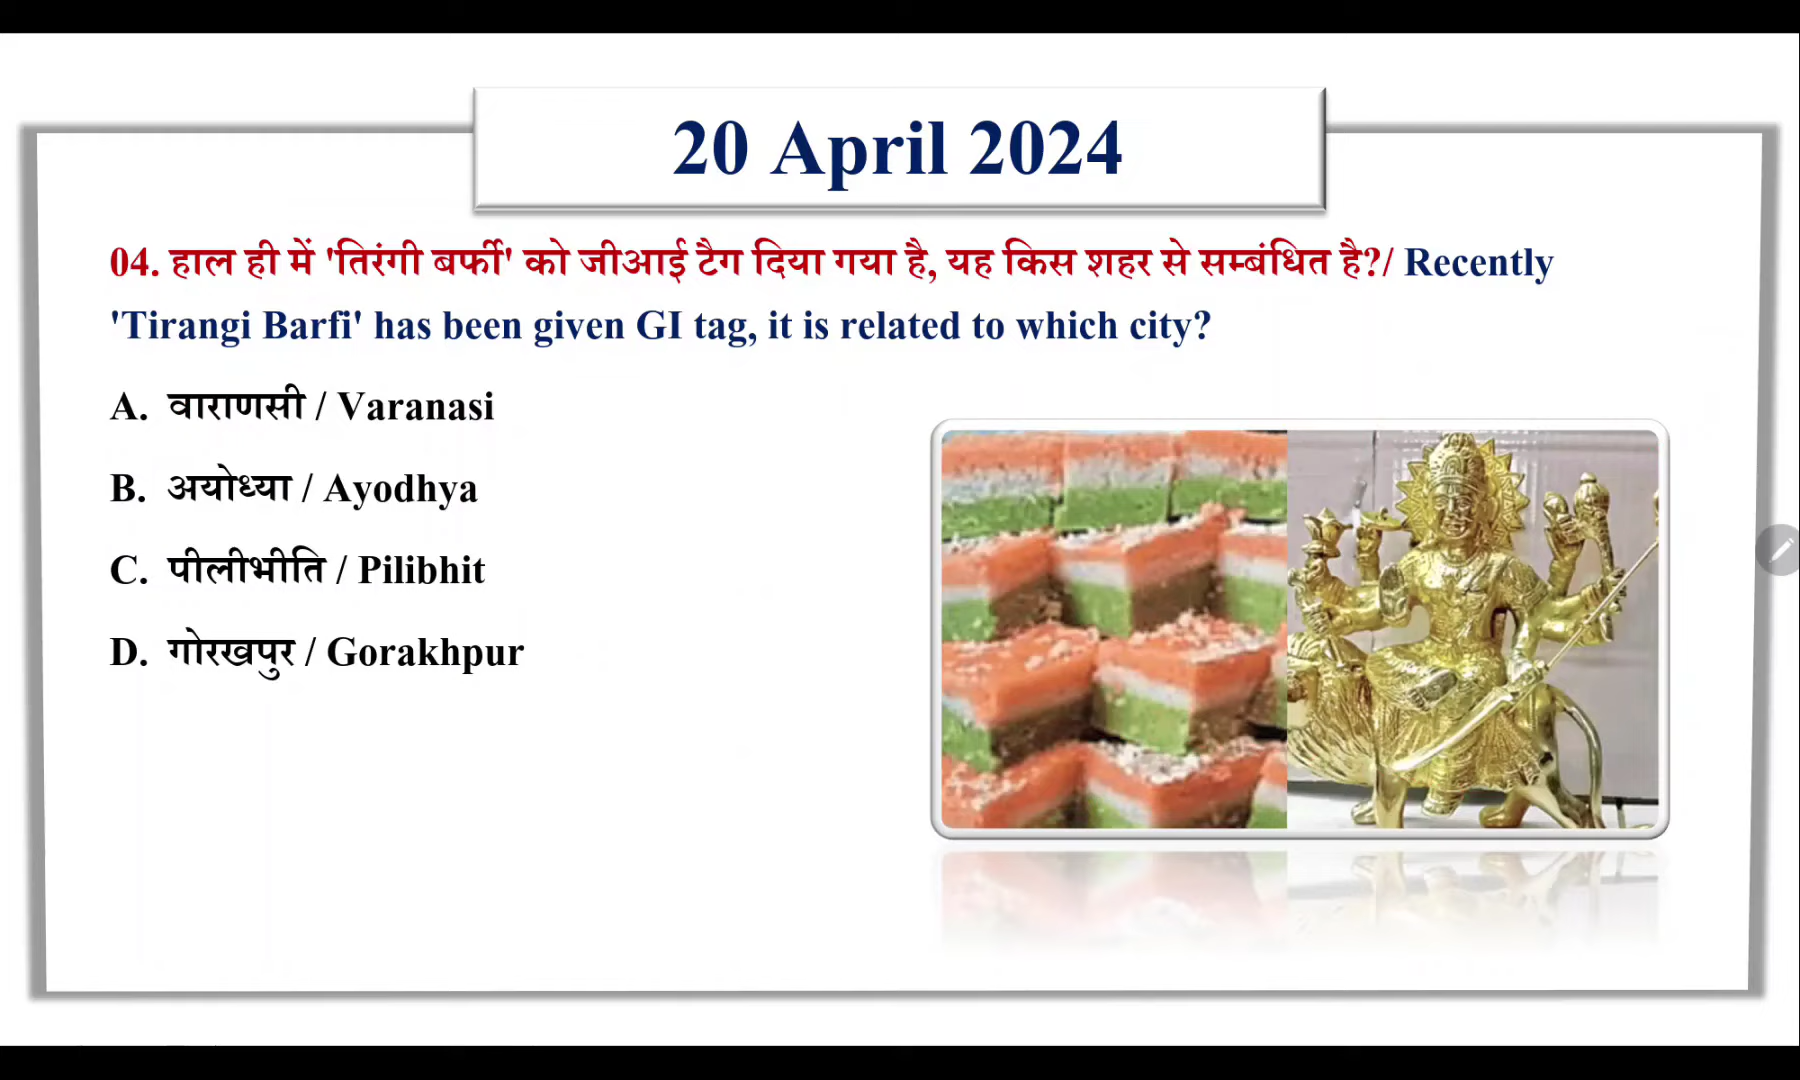 20 April 2024
04. हाल ही में 'तिरंगी बर्फी' को जीआई टैग दिया गया है, यह किस शहर से सम्बंधित है?/ Recently
'Tirangi Barfi' has been given GI tag, it is related to which city?
A. वाराणसी / Varanasi
B. अयोध्या / Ayodhya
C. पीलीभीति / Pilibhit
D. गोरखपुर / Gorakhpur